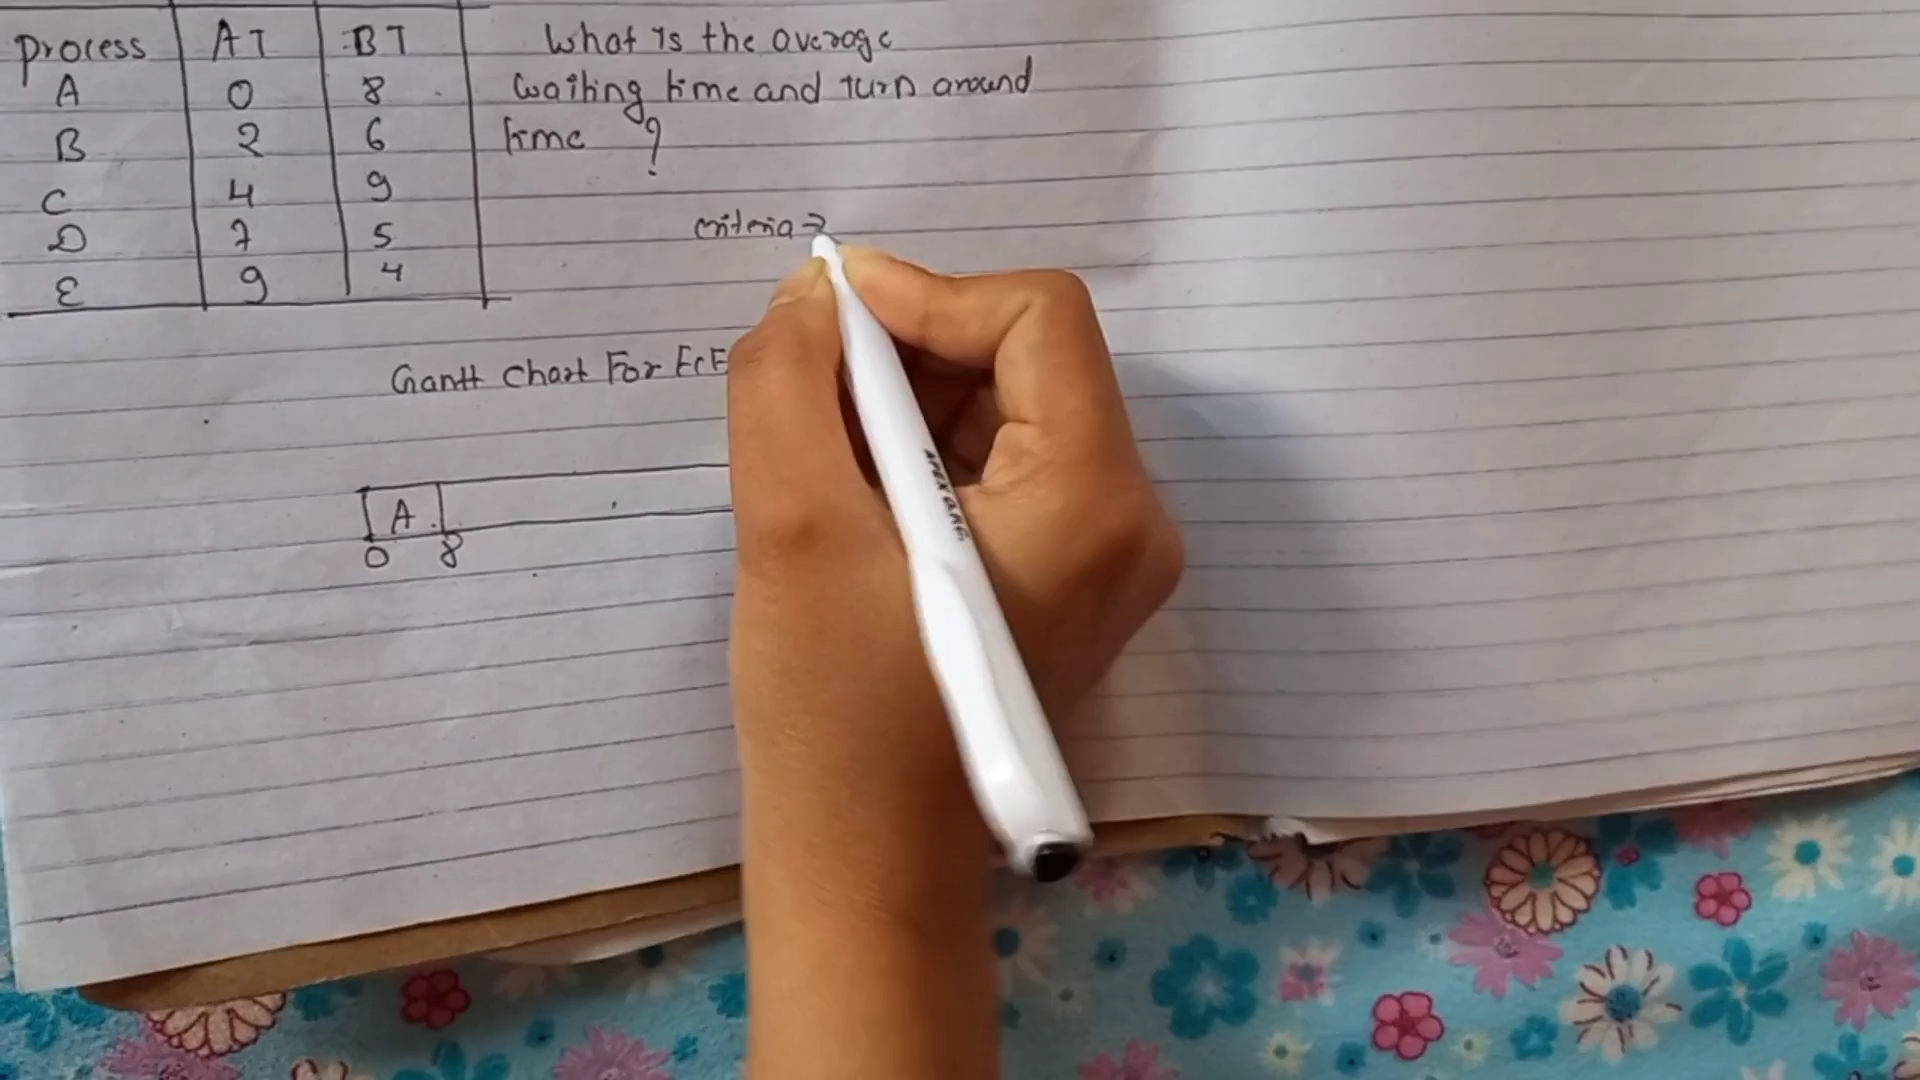 Process AT BT
A 0 8
B 2 6
C 4 9
D 7 5
E 9 4
What is the average
waiting time and turn around
time ?
criteria →
Gantt Chart For FCF
A
0 8